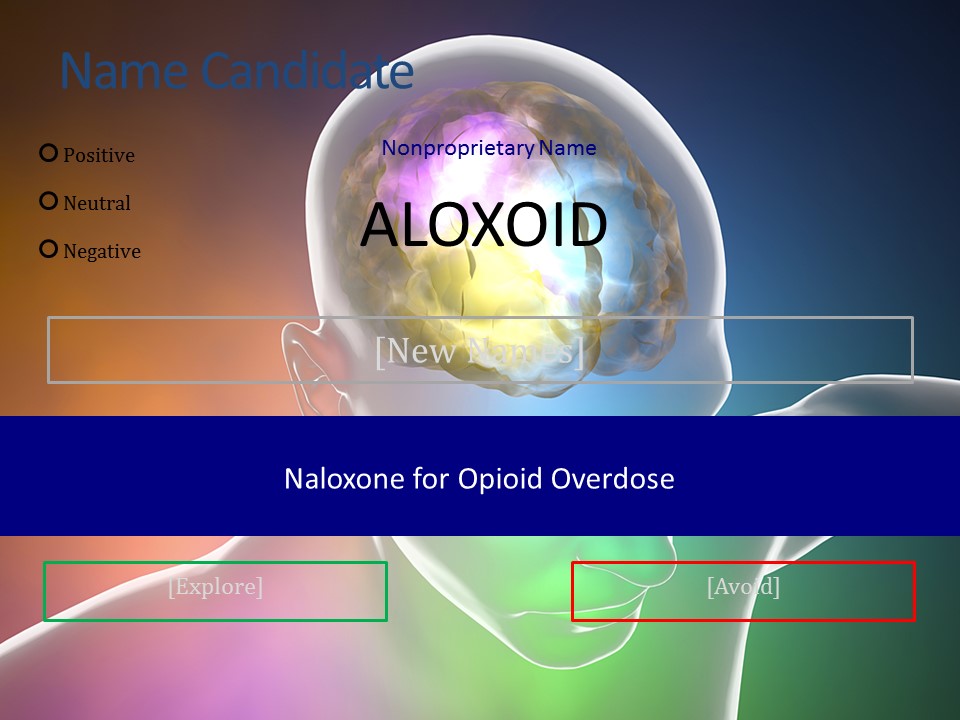 Name Candidate
Positive
Neutral
Negative
Nonproprietary Name
ALOXOID
[New Names]
Naloxone for Opioid Overdose
[Explore]
[Avoid]